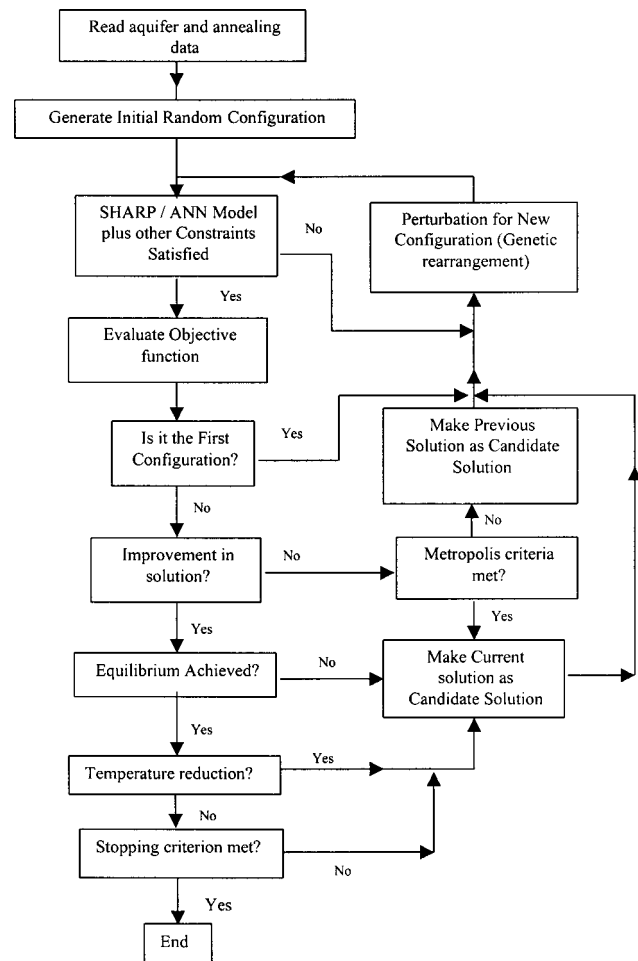 Read aquifer and annealing
data
Generate Initial Random Configuration
SHARP / ANN Model
plus other Constraints
Satisfied
No
Perturbation for New
Configuration (Genetic
rearrangement)
Yes
Evaluate Objective
function
Is it the First
Configuration?
Yes
Make Previous
Solution as Candidate
Solution
No
No
Improvement in
solution?
No
Metropolis criteria
met?
Yes
Yes
Equilibrium Achieved?
No
Make Current
solution as
Candidate Solution
Yes
Temperature reduction?
Yes
No
Stopping criterion met?
No
Yes
End